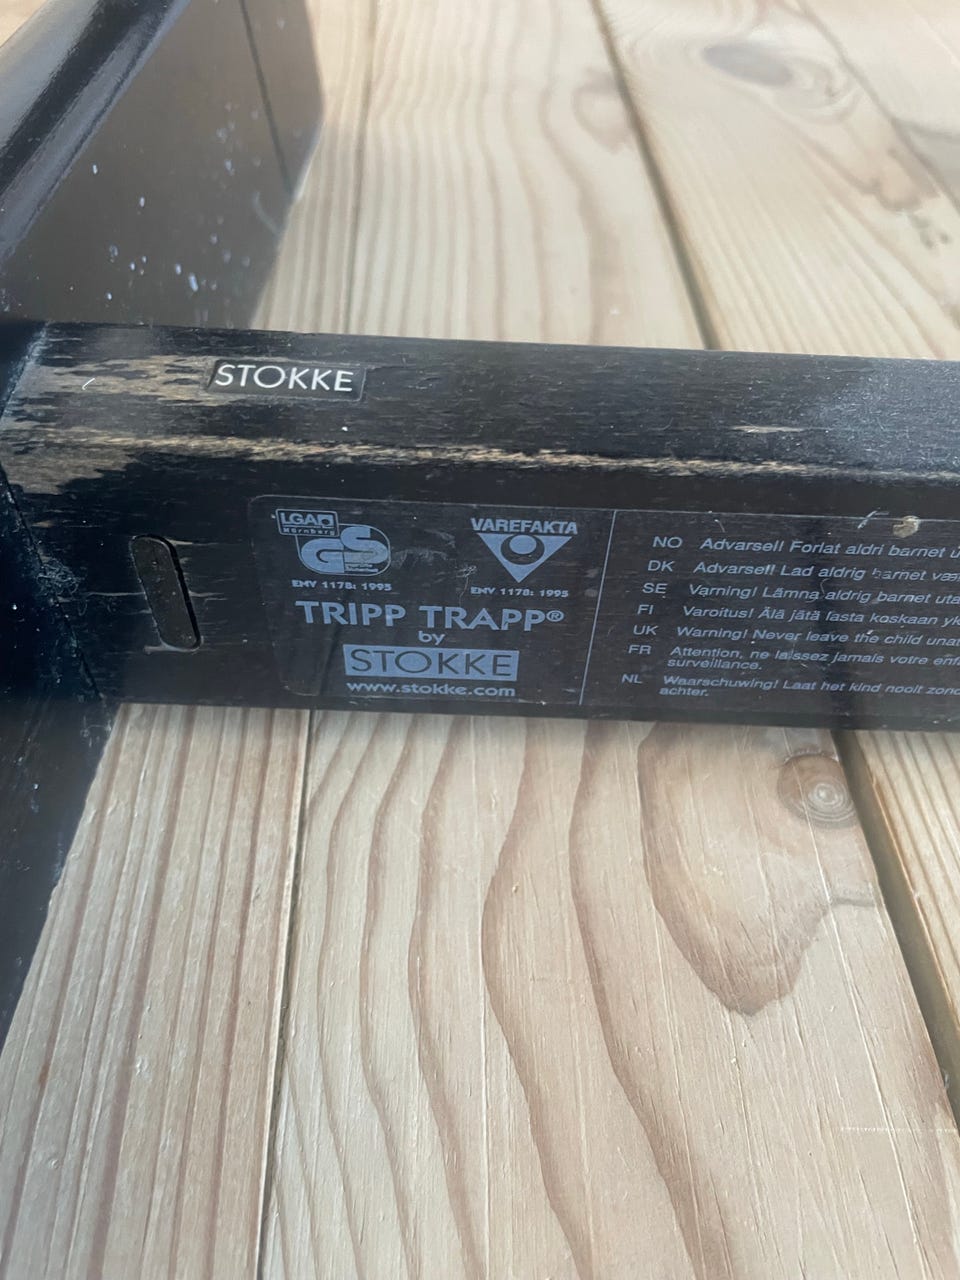 STOKKE
LGA
Nürnberg
GS
ENV 1178: 1995
VAREFAKTA
ENV 1178: 1995
TRIPP TRAPP®
by
STOKKE
www.stokke.com
NO Advarsel! Forlat aldri barnet
DK Advarsel! Lad aldrig barnet
SE Varning! Lämna aldrig barnet
FI Varoitus! Älä jätä lasta koskaan
UK Warning! Never leave the child
FR Attention, ne laissez jamais votre
surveillance.
NL Waarschuwing! Laat het kind nooit
achter.